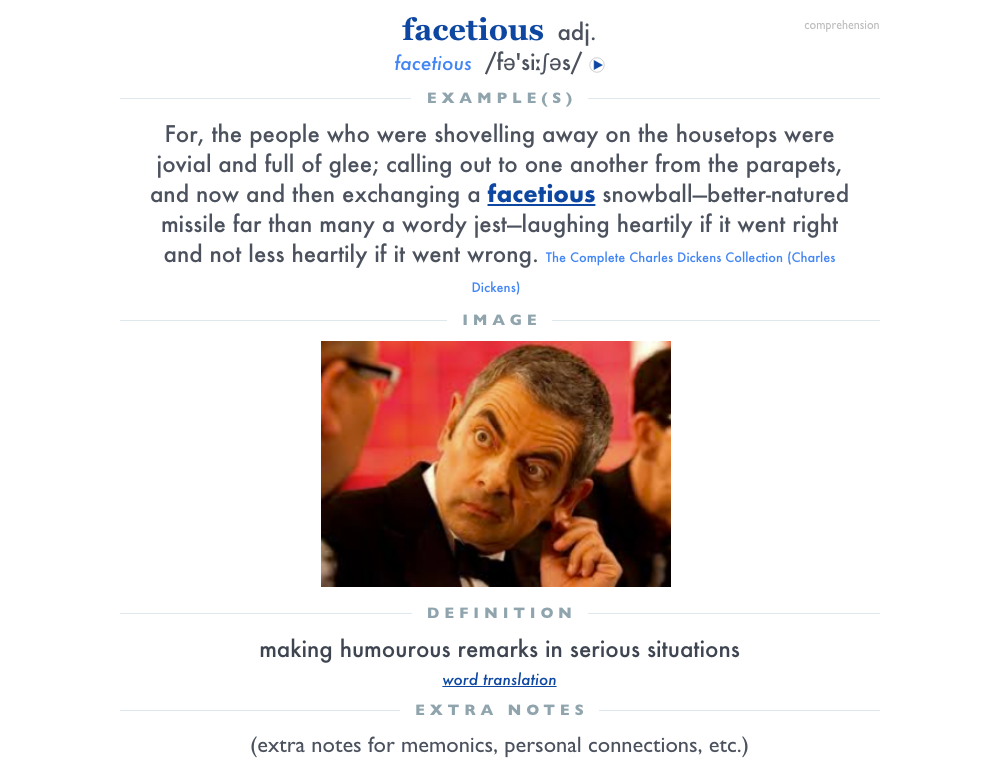 facetious adj.
comprehension
facetious /fə'siːʃəs/
EXAMPLE(S)
For, the people who were shovelling away on the housetops were
jovial and full of glee; calling out to one another from the parapets,
and now and then exchanging a facetious snowball—better-natured
missile far than many a wordy jest—laughing heartily if it went right
and not less heartily if it went wrong. The Complete Charles Dickens Collection (Charles
Dickens)
IMAGE
DEFINITION
making humourous remarks in serious situations
word translation
EXTRA NOTES
(extra notes for memonics, personal connections, etc.)